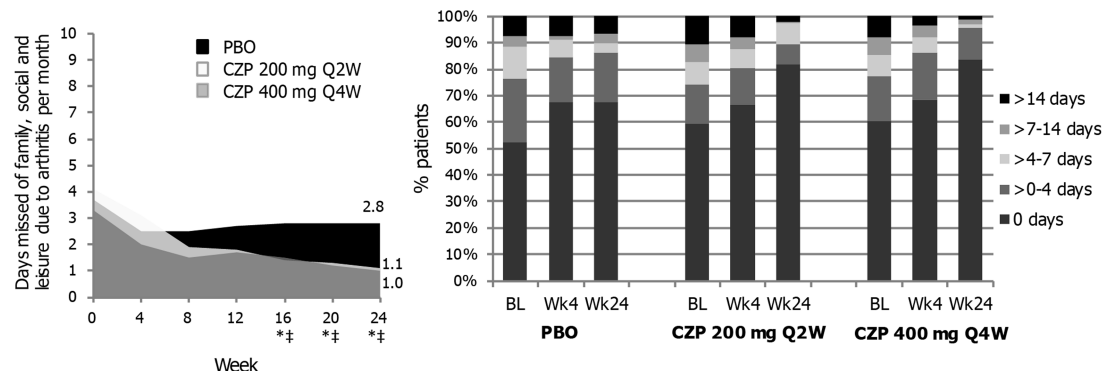 Days missed of family, social and
leisure due to arthritis per month
10
9
8
7
6
5
4
3
2
1
0
PBO
CZP 200 mg Q2W
CZP 400 mg Q4W
2.8
1.1
1.0
0 4 8 12 16 20 24
*‡ *‡ *‡
Week
% patients
100%
90%
80%
70%
60%
50%
40%
30%
20%
10%
0%
BL Wk4 Wk24 BL Wk4 Wk24 BL Wk4 Wk24
PBO CZP 200 mg Q2W CZP 400 mg Q4W
>14 days
>7-14 days
>4-7 days
>0-4 days
0 days